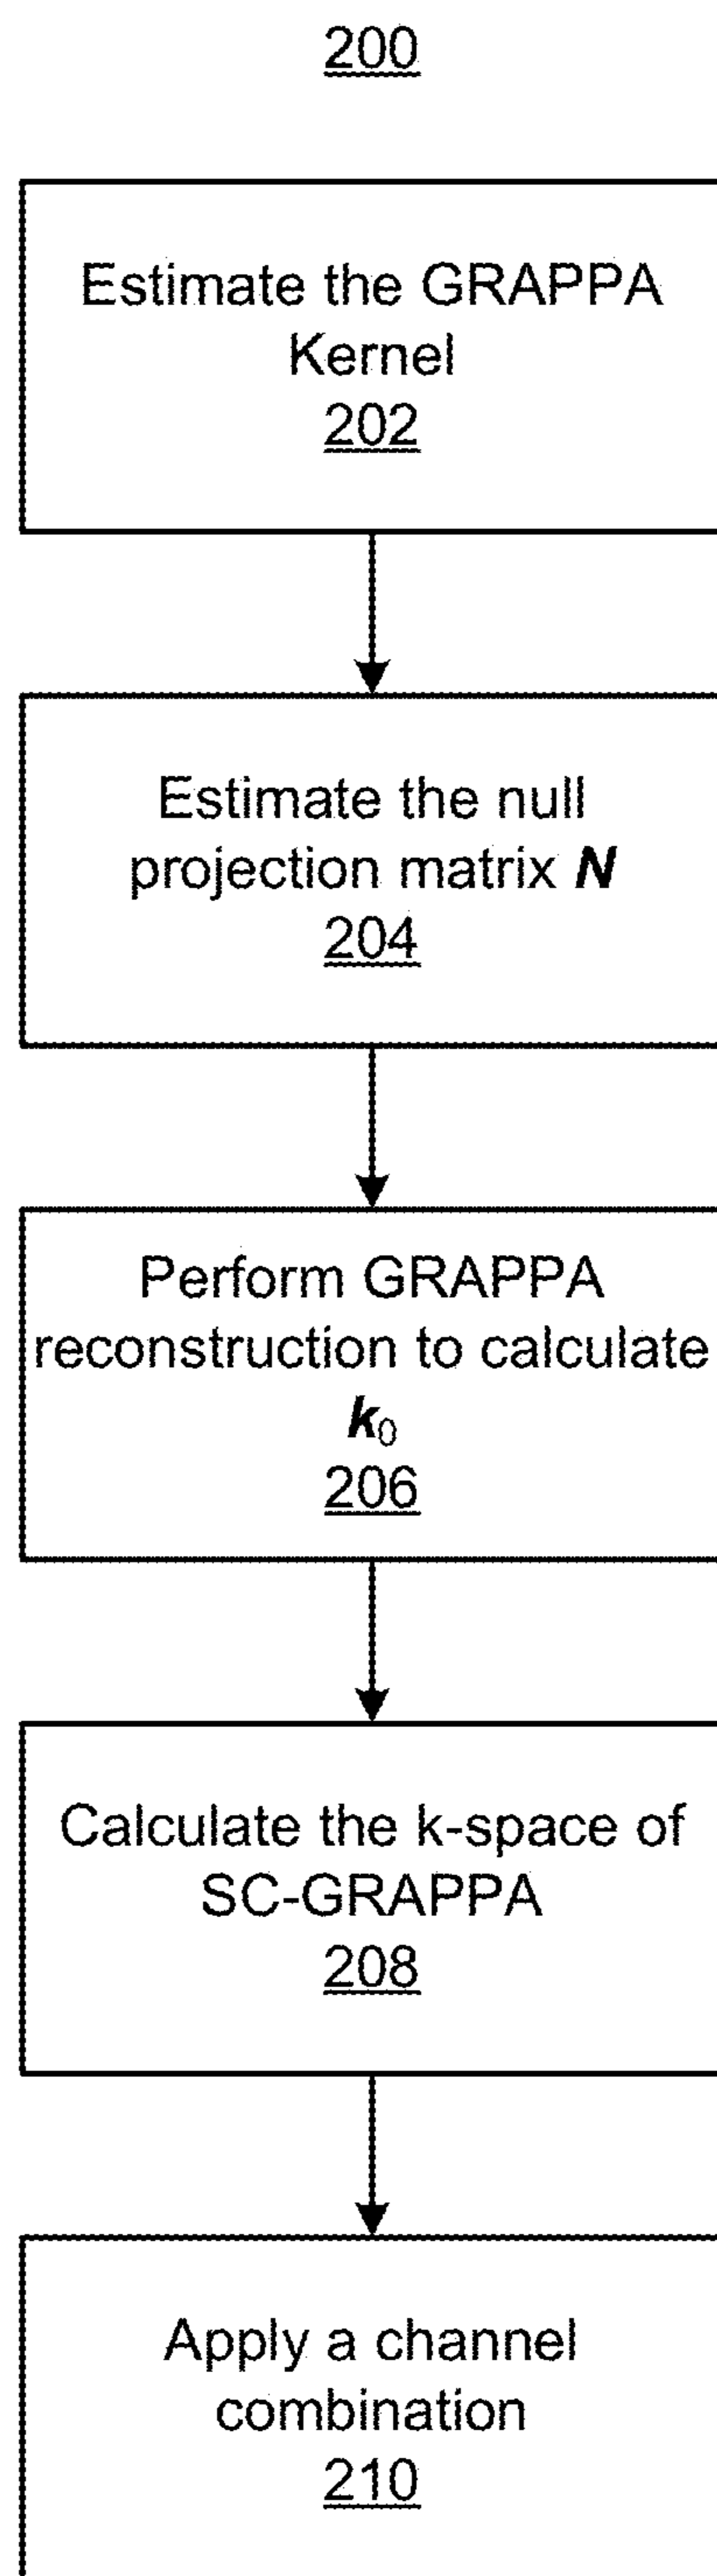 200
Estimate the GRAPPA
Kernel
202
Estimate the null
projection matrix N
204
Perform GRAPPA
reconstruction to calculate
k₀
206
Calculate the k-space of
SC-GRAPPA
208
Apply a channel
combination
210